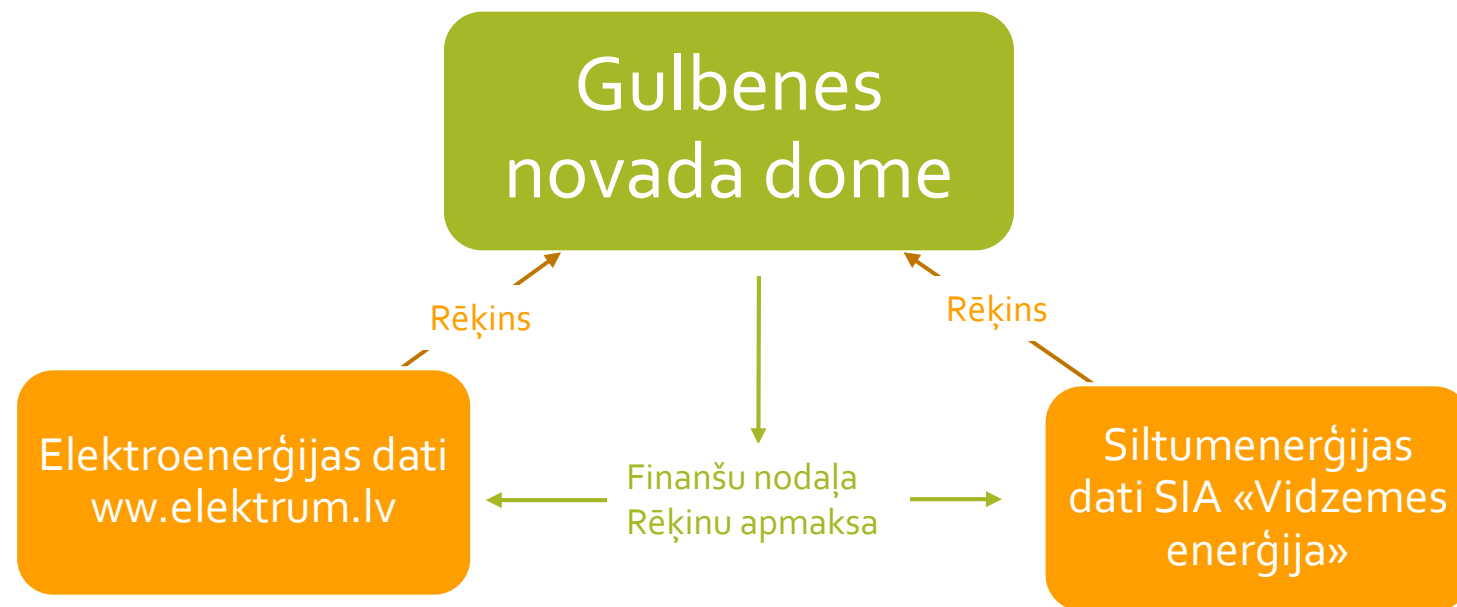 Gulbenes
novada dome
Rēķins
Rēķins
Elektroenerģijas dati
ww.elektrum.lv
Finanšu nodaļa
Rēķinu apmaksa
Siltumenerģijas
dati SIA «Vidzemes
enerģija»